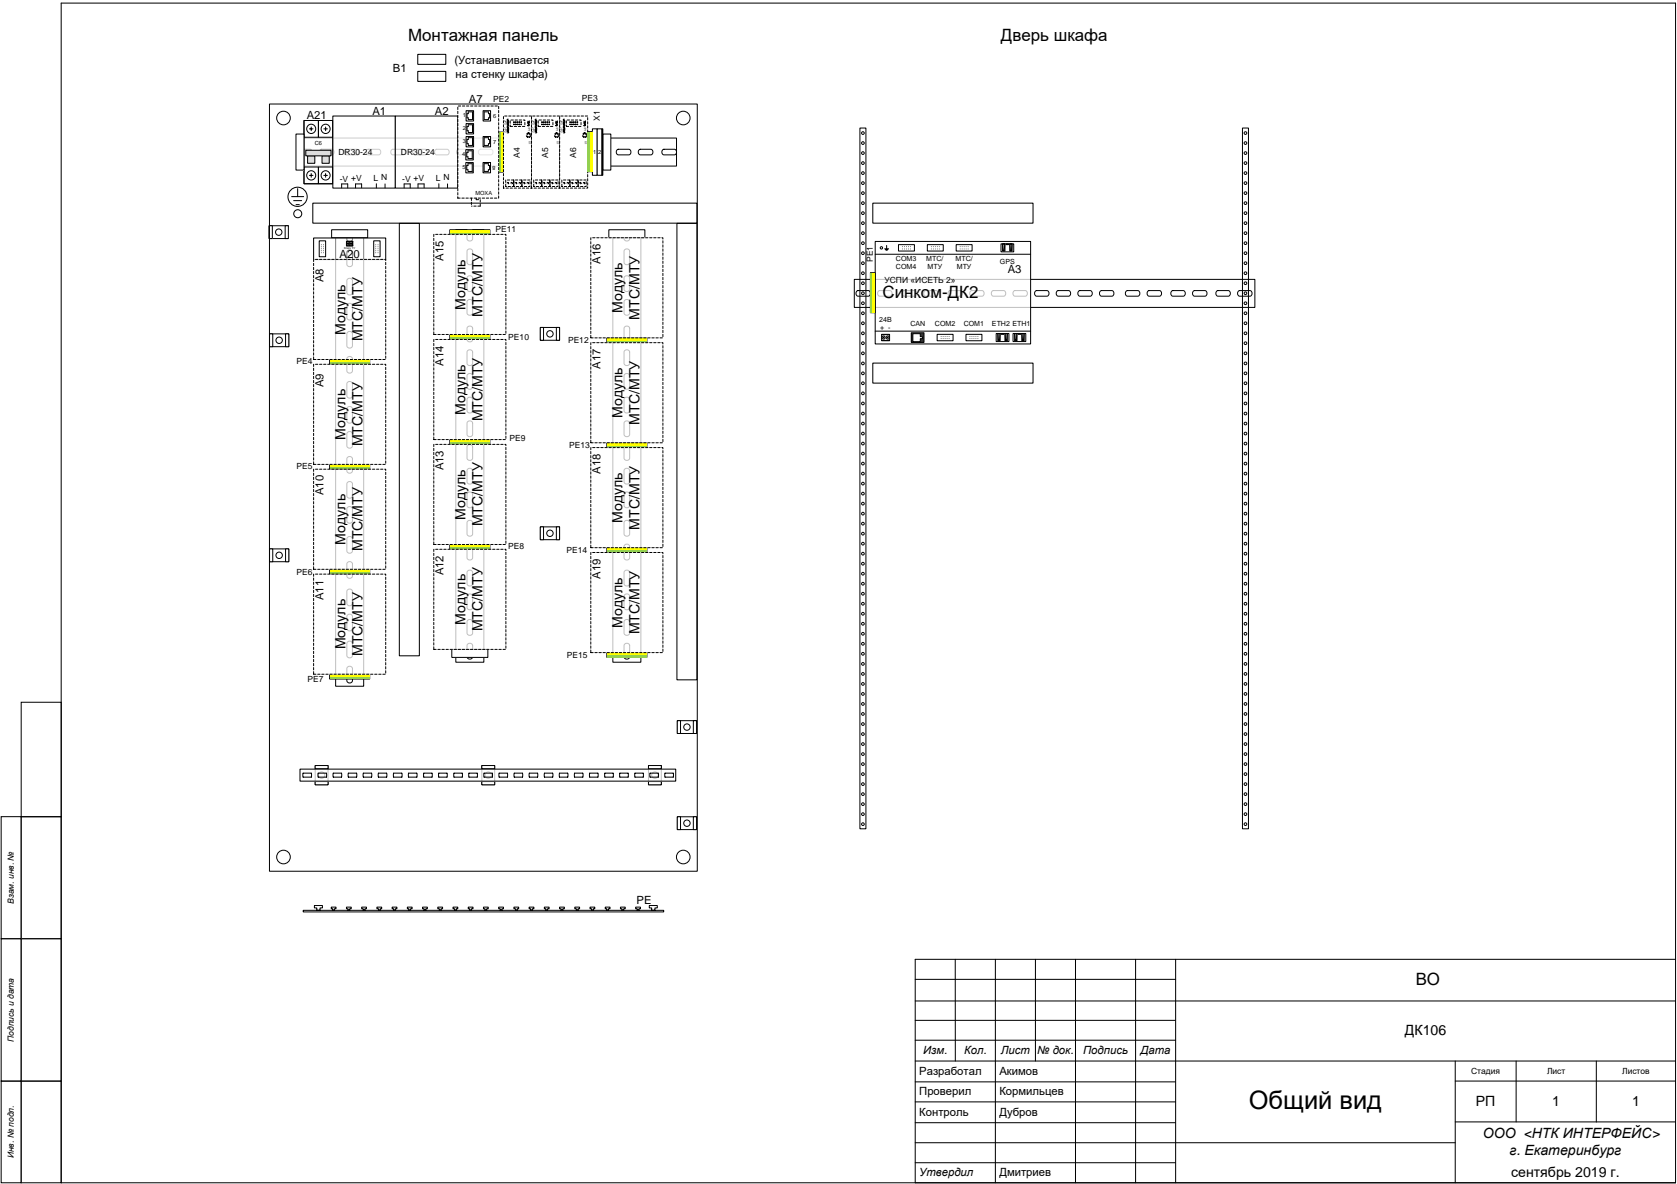 Монтажная панель
Дверь шкафа
В1
(Устанавливается
на стенку шкафа)
A21
A1
A2
A7
PE2
PE3
X1
C6
DR30-24
DR30-24
-V +V L N
-V +V L N
MOXA
A4
A5
A6
A20
A8
Модуль
МТС/МТУ
PE4
A9
Модуль
МТС/МТУ
PE5
A10
Модуль
МТС/МТУ
PE6
A11
Модуль
МТС/МТУ
PE7
PE11
A15
Модуль
МТС/МТУ
PE10
A14
Модуль
МТС/МТУ
PE9
A13
Модуль
МТС/МТУ
PE8
A12
Модуль
МТС/МТУ
A16
Модуль
МТС/МТУ
PE12
A17
Модуль
МТС/МТУ
PE13
A18
Модуль
МТС/МТУ
PE14
A19
Модуль
МТС/МТУ
PE15
PE
PE1
COM3
COM4
МТС/
МТУ
МТС/
МТУ
GPS
A3
УСПИ «ИСЕТЬ 2»
Синком-ДК2
24В
+ -
CAN COM2 COM1 ETH2 ETH1
Взам. инв. №
Подпись и дата
Инв. № подп.
ВО
ДК106
Изм. Кол. Лист № док. Подпись Дата
Разработал Акимов
Проверил Кормильцев
Контроль Дубров
Утвердил Дмитриев
Общий вид
Стадия Лист Листов
РП 1 1
ООО <НТК ИНТЕРФЕЙС>
г. Екатеринбург
сентябрь 2019 г.